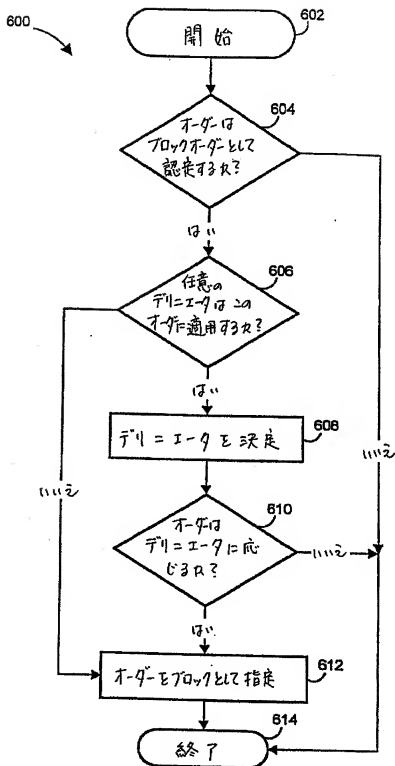 600
602
開始
604
オーダーは
ブロックオーダーとして
認定するか?
はい
606
任意の
デリニエータはこの
オーダに適用するか?
はい
608
デリニエータを決定
いいえ
いいえ
610
オーダーは
デリニエータに応
じるか?
いいえ
はい
612
オーダーをブロックとして指定
614
終了